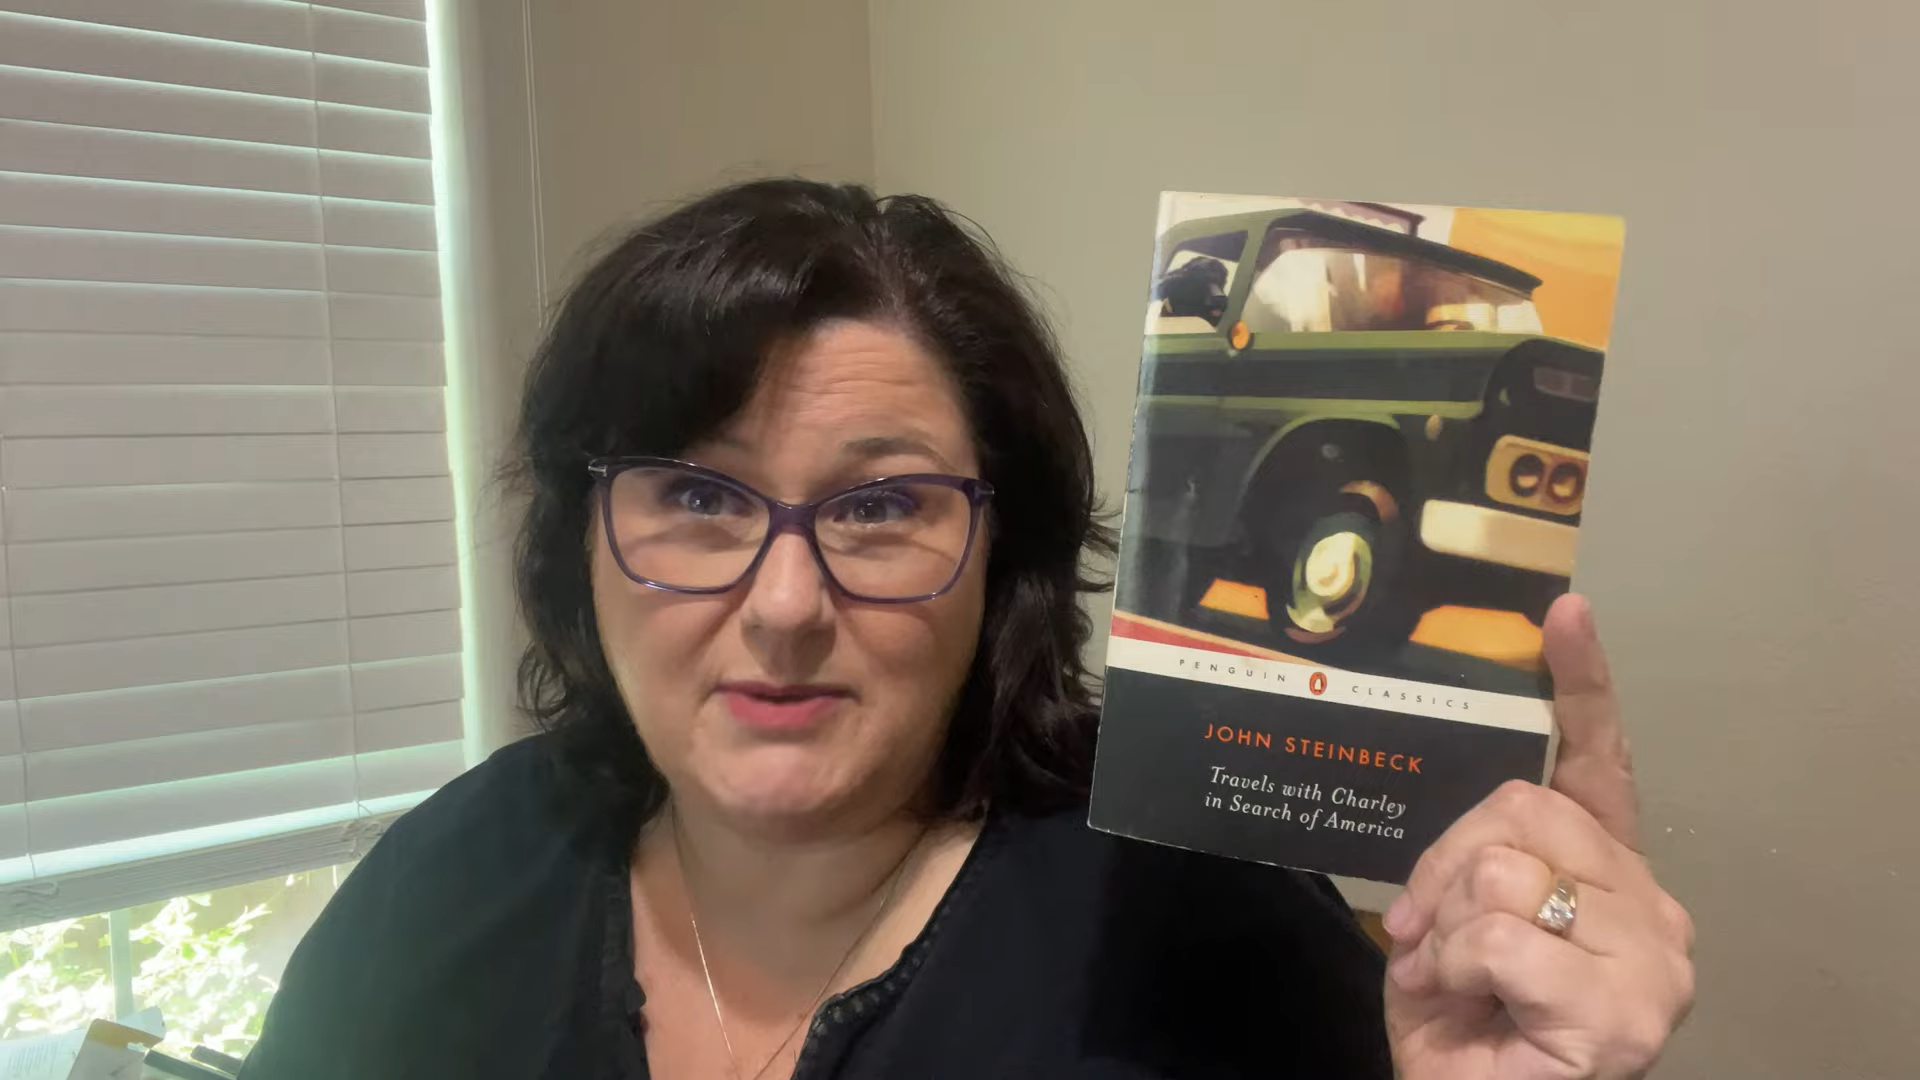 PENGUIN CLASSICS
JOHN STEINBECK
Travels with Charley
in Search of America